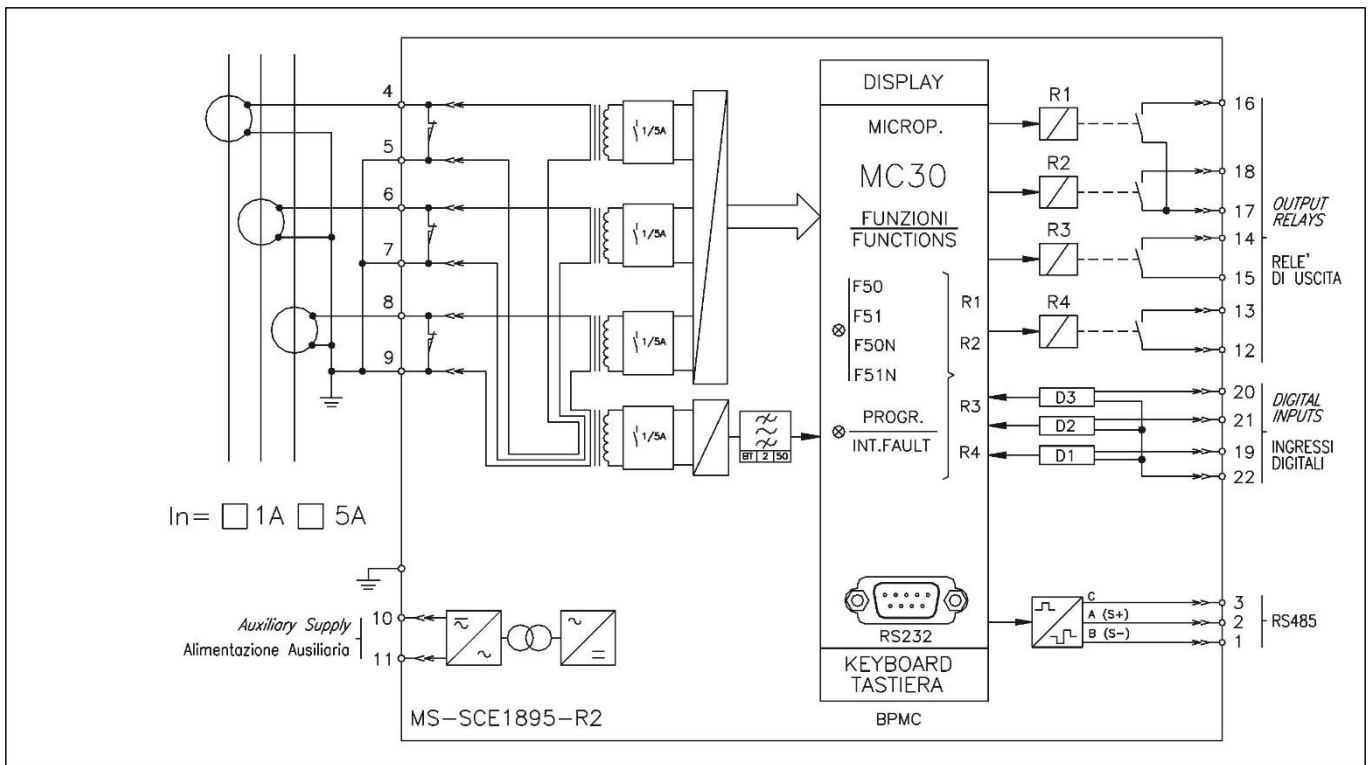 4
5
6
7
8
9
1/5A
1/5A
1/5A
1/5A
BT 2 50
In= 1A 5A
10
11
Auxiliary Supply
Alimentazione Ausiliaria
MS-SCE1895-R2
DISPLAY
MICROP.
MC30
FUNZIONI
FUNCTIONS
F50
F51
F50N
F51N
R1
R2
R3
R4
PROGR.
INT.FAULT
RS232
KEYBOARD
TASTIERA
BPMC
R1
R2
R3
R4
16
18
17
14
15
13
12
OUTPUT
RELAYS
RELE'
DI USCITA
D3
D2
D1
20
21
19
22
DIGITAL
INPUTS
INGRESSI
DIGITALI
C
A (S+)
B (S-)
3
2
1
RS485